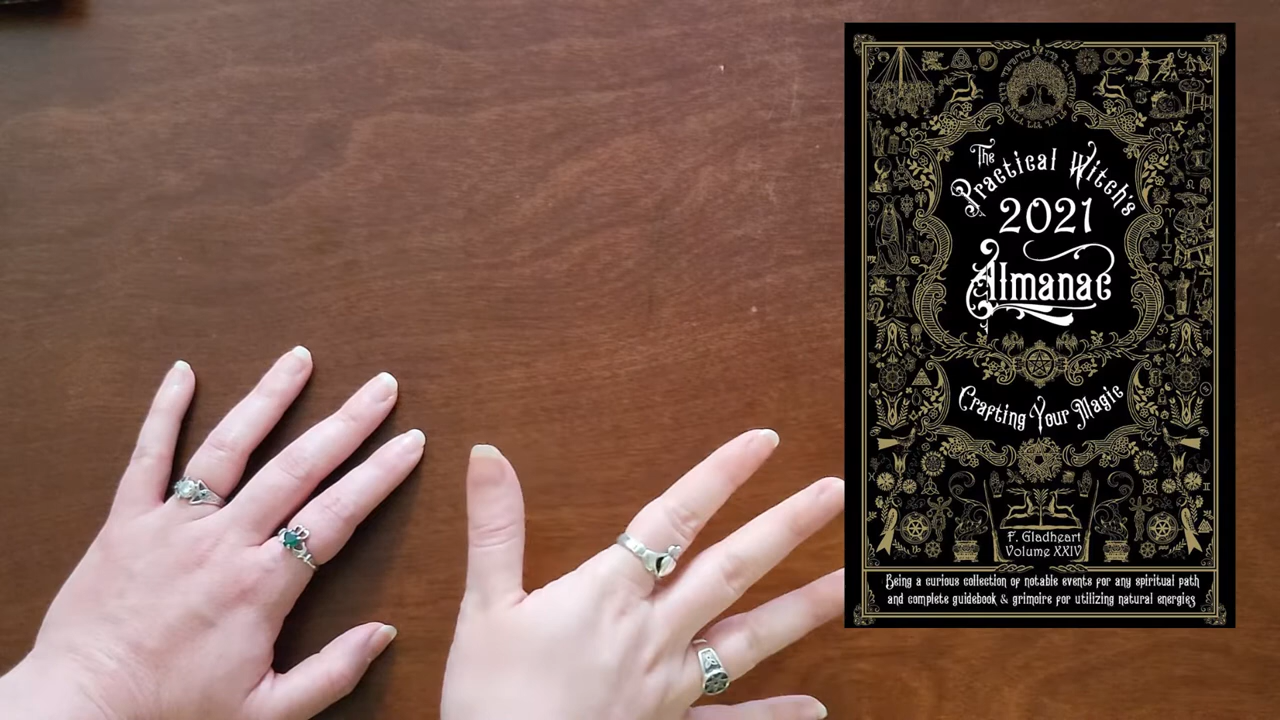 The
Practical Witch's
2021
Almanac
Crafting Your Magic
F. Gladheart
Volume XXIV
Being a curious collection of notable events for any spiritual path
and complete guidebook & grimoire for utilizing natural energies